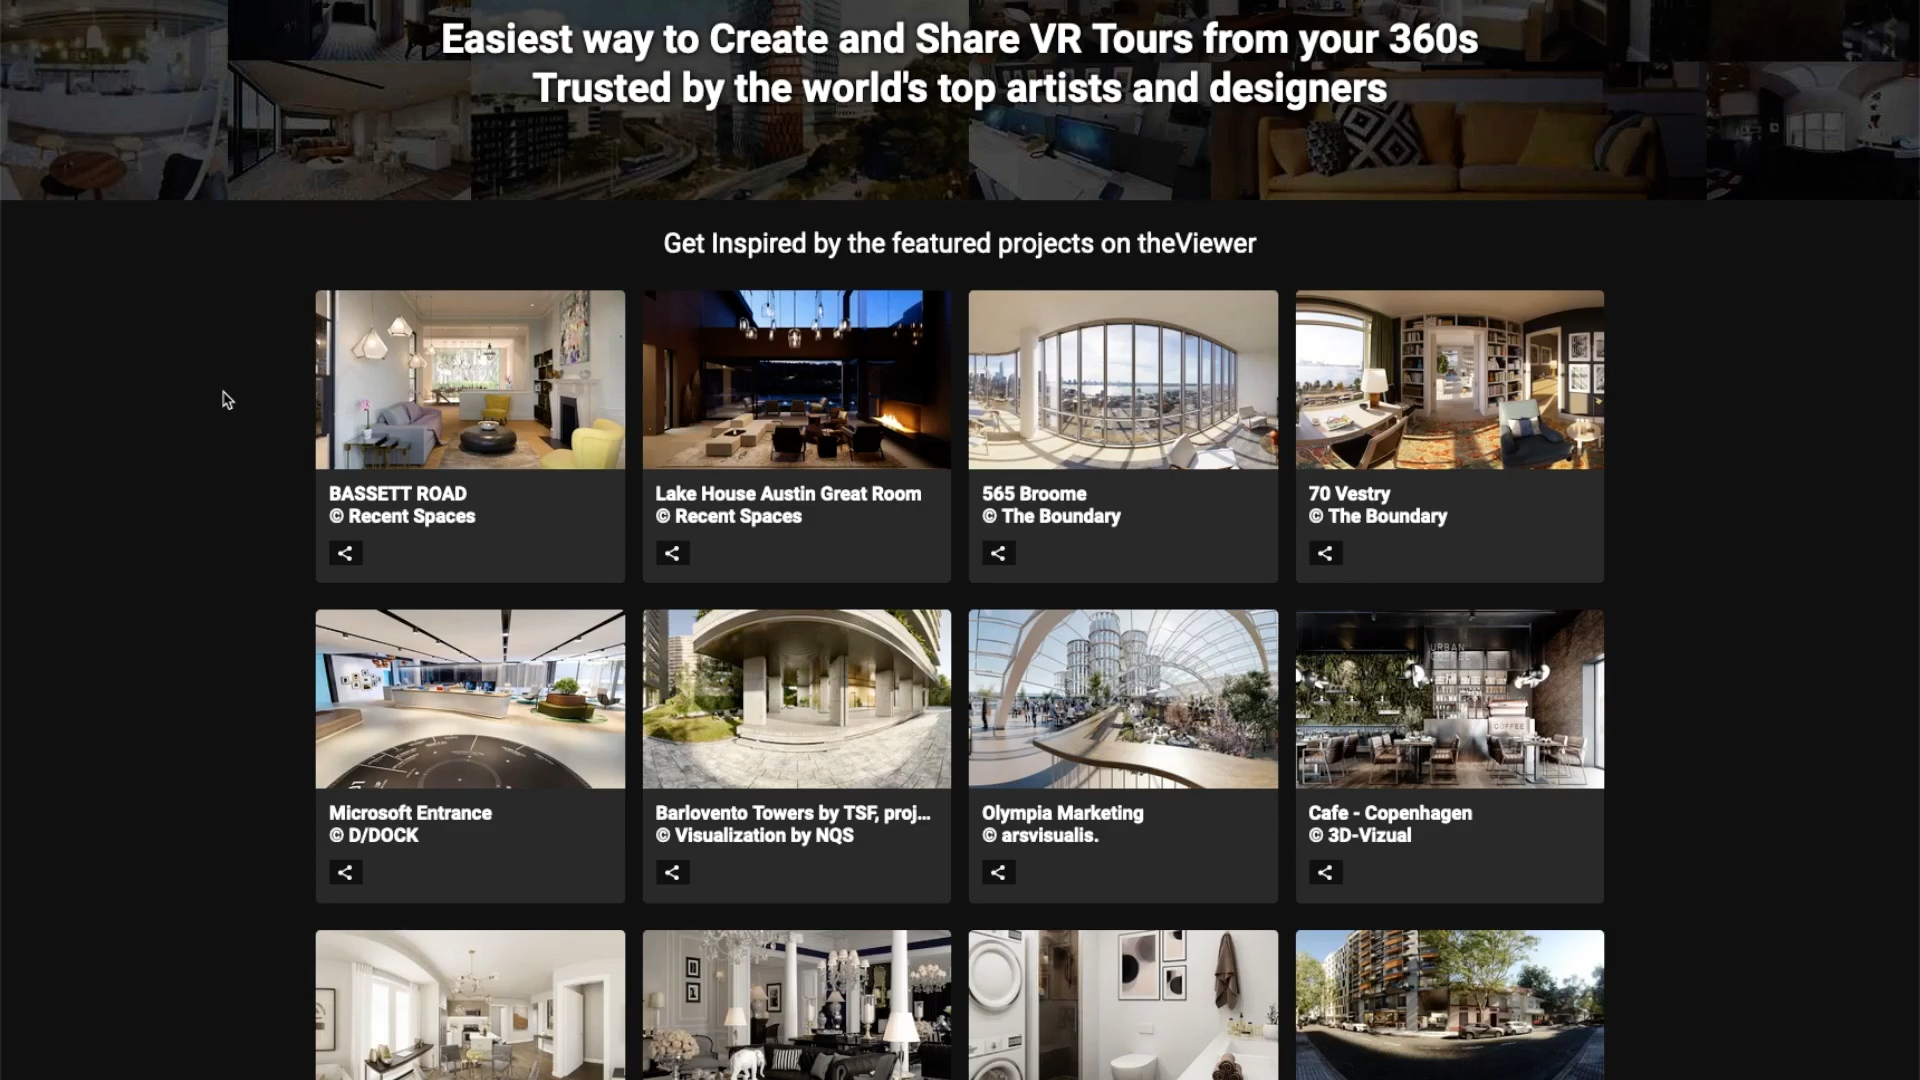 Easiest way to Create and Share VR Tours from your 360s
Trusted by the world's top artists and designers
Get Inspired by the featured projects on theViewer
BASSETT ROAD
© Recent Spaces
Lake House Austin Great Room
© Recent Spaces
565 Broome
© The Boundary
70 Vestry
© The Boundary
URBAN
COFFEE
Microsoft Entrance
© D/DOCK
Barlovento Towers by TSF, proj...
© Visualization by NQS
Olympia Marketing
© arsvisualis.
Cafe - Copenhagen
© 3D-Vizual